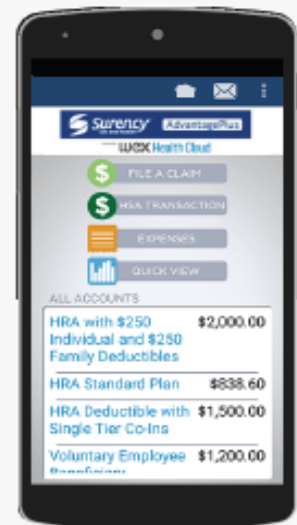 Surency AdvantagePlus
WEX Health Cloud
$ FILE A CLAIM
$ HSA TRANSACTION
EXPENSES
QUICK VIEW
ALL ACCOUNTS
HRA with $250 $2,000.00
Individual and $250
Family Deductibles
HRA Standard Plan $838.60
HRA Deductible with $1,500.00
Single Tier Co-Ins
Voluntary Employee $1,200.00
Beneficiary